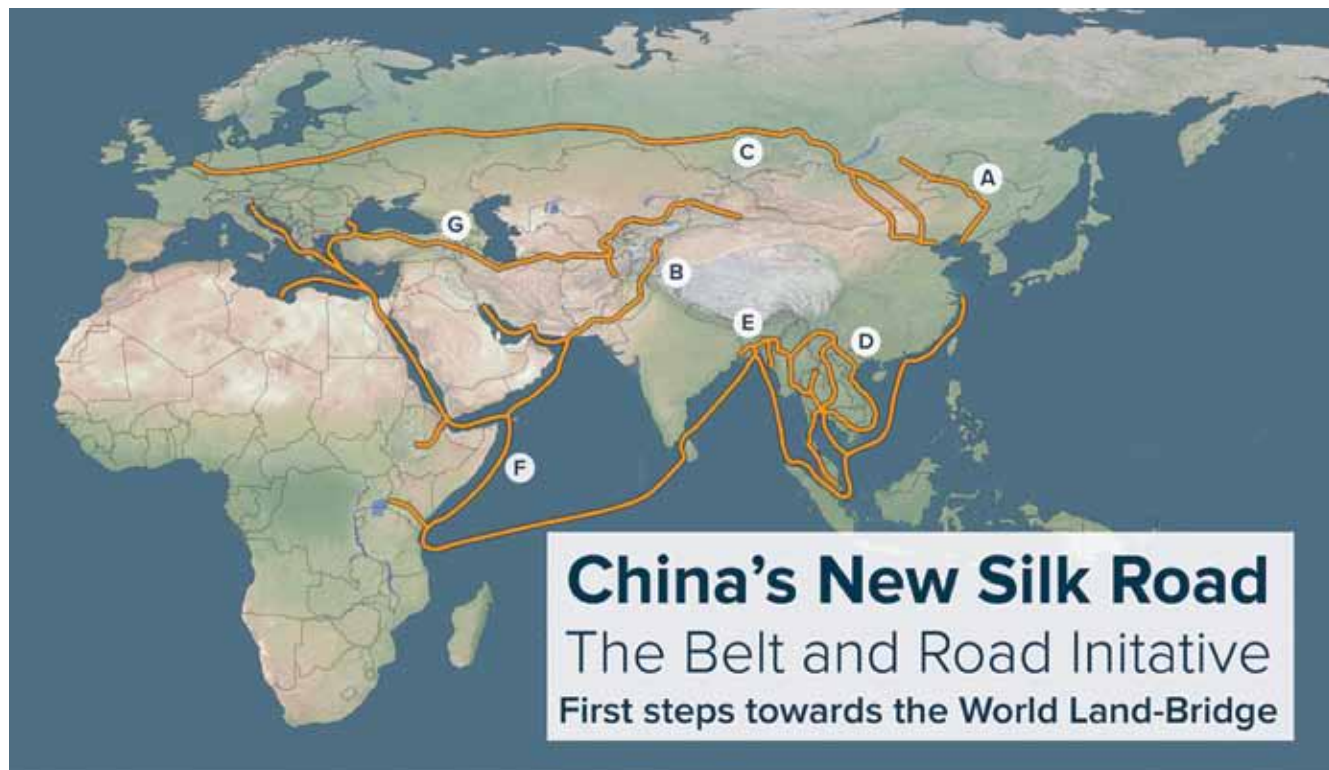 C
A
G
B
E
D
F
China's New Silk Road
The Belt and Road Initative
First steps towards the World Land-Bridge